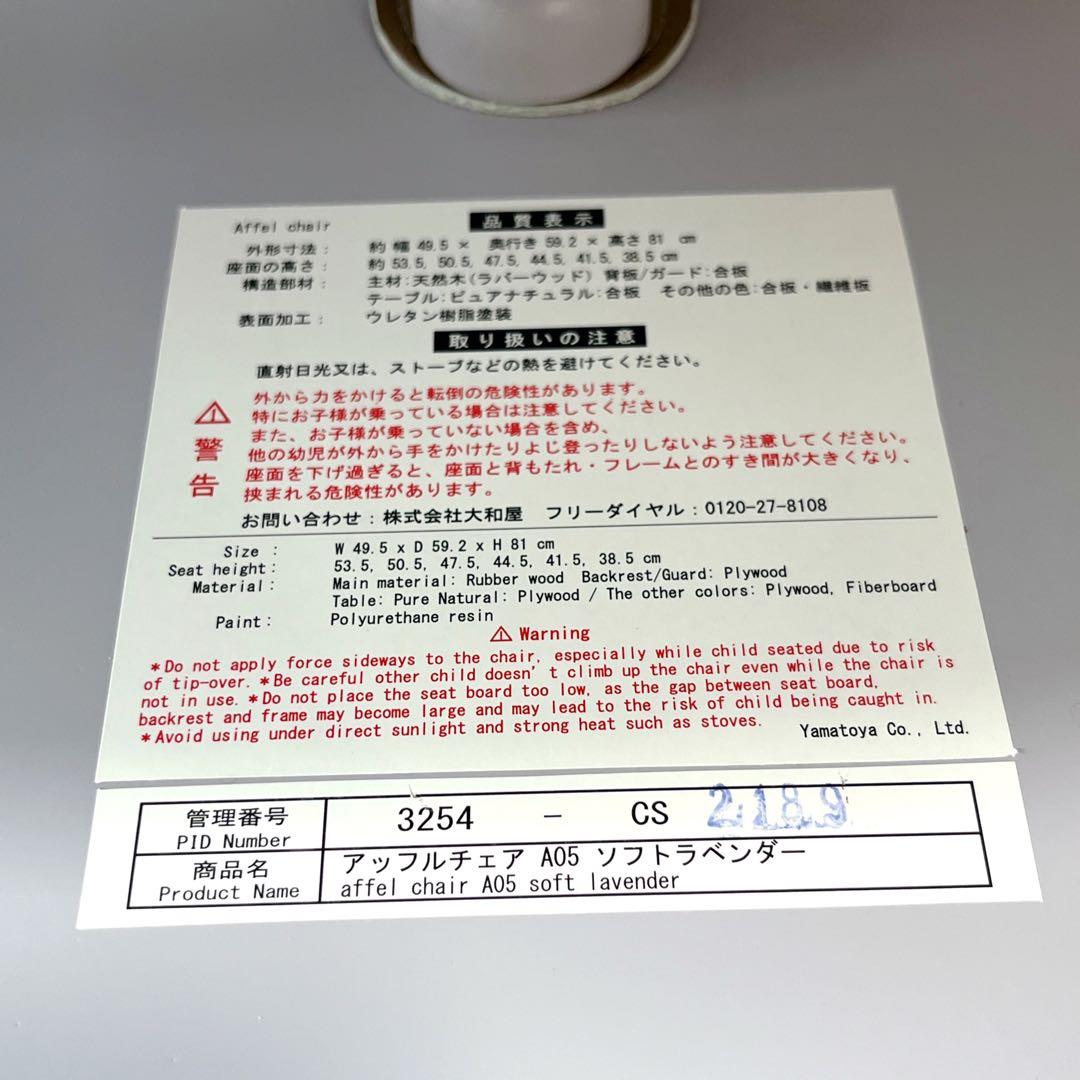 Affel chair
品質表示
外形寸法： 約 幅 49.5 × 奥行き 59.2 × 高さ 81 cm
座面の高さ： 約 53.5, 50.5, 47.5, 44.5, 41.5, 38.5 cm
構造部材： 主材:天然木(ラバーウッド) 背板/ガード:合板
テーブル:ピュアナチュラル:合板 その他の色:合板・繊維板
表面加工： ウレタン樹脂塗装
取り扱いの注意
直射日光又は、ストーブなどの熱を避けてください。
⚠警告
外から力をかけると転倒の危険性があります。
特にお子様が乗っている場合は注意してください。
また、お子様が乗っていない場合を含め、
他の幼児が外から手をかけたりよじ登ったりしないよう注意してください。
座面を下げ過ぎると、座面と背もたれ・フレームとのすき間が大きくなり、
挟まれる危険性があります。
お問い合わせ：株式会社大和屋 フリーダイヤル：0120-27-8108
Size : W 49.5 x D 59.2 x H 81 cm
Seat height: 53.5, 50.5, 47.5, 44.5, 41.5, 38.5 cm
Material: Main material: Rubber wood Backrest/Guard: Plywood
Table: Pure Natural: Plywood / The other colors: Plywood, Fiberboard
Paint: Polyurethane resin
⚠ Warning
*Do not apply force sideways to the chair, especially while child seated due to risk
of tip-over. *Be careful other child doesn't climb up the chair even while the chair is
not in use. *Do not place the seat board too low, as the gap between seat board,
backrest and frame may become large and may lead to the risk of child being caught in.
*Avoid using under direct sunlight and strong heat such as stoves.
Yamatoya Co., Ltd.
管理番号 3254 － CS
PID Number
商品名 アッフルチェア A05 ソフトラベンダー
Product Name affel chair A05 soft lavender